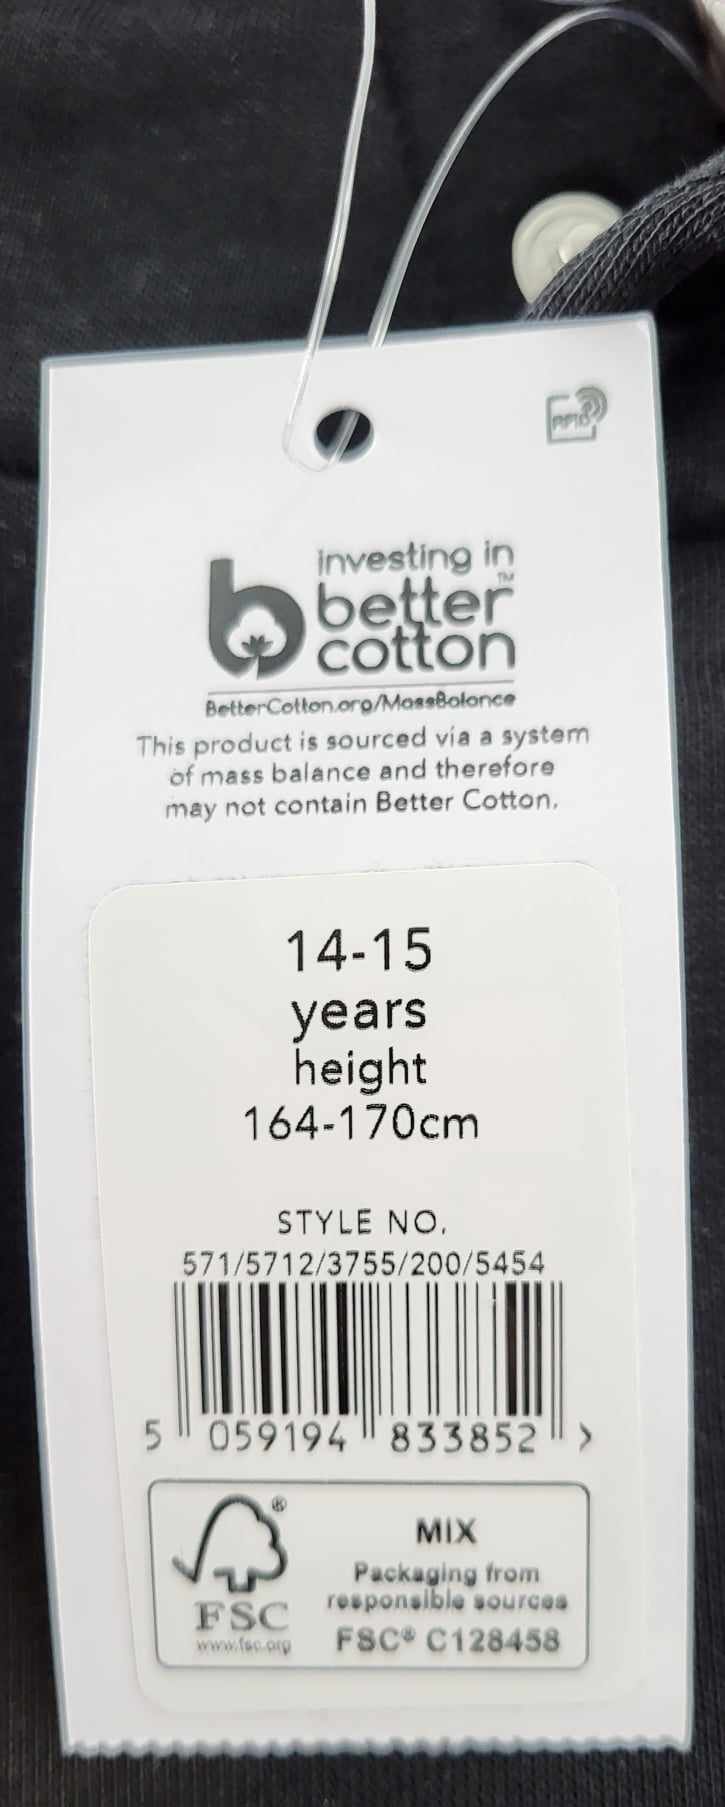 RFID
investing in
better™
cotton
BetterCotton.org/MassBalance
This product is sourced via a system
of mass balance and therefore
may not contain Better Cotton.
14-15
years
height
164-170cm
STYLE NO.
571/5712/3755/200/5454
5 059194 833852 >
®
FSC
www.fsc.org
MIX
Packaging from
responsible sources
FSC® C128458